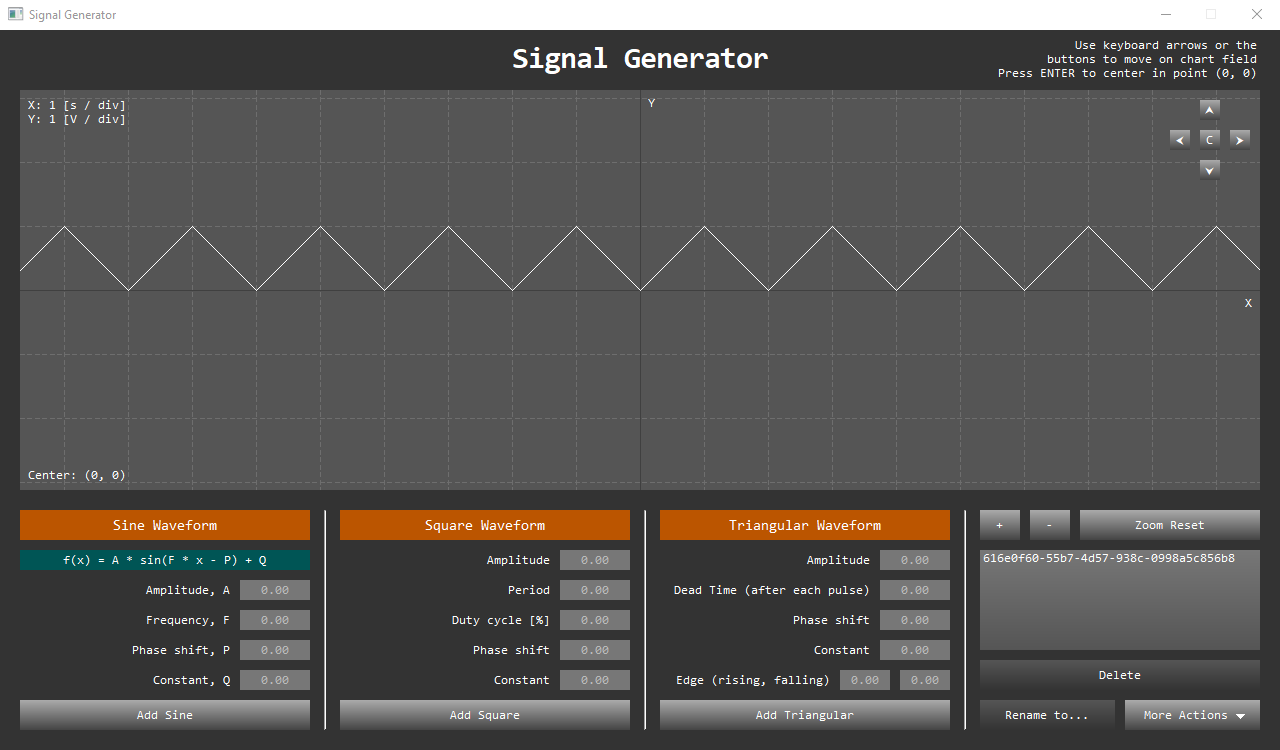 Signal Generator
Signal Generator
Use keyboard arrows or the
buttons to move on chart field
Press ENTER to center in point (0, 0)
X: 1 [s / div]
Y: 1 [V / div]
Y
C
X
Center: (0, 0)
Sine Waveform
f(x) = A * sin(F * x - P) + Q
Amplitude, A 0.00
Frequency, F 0.00
Phase shift, P 0.00
Constant, Q 0.00
Add Sine
Square Waveform
Amplitude 0.00
Period 0.00
Duty cycle [%] 0.00
Phase shift 0.00
Constant 0.00
Add Square
Triangular Waveform
Amplitude 0.00
Dead Time (after each pulse) 0.00
Phase shift 0.00
Constant 0.00
Edge (rising, falling) 0.00 0.00
Add Triangular
+ - Zoom Reset
616e0f60-55b7-4d57-938c-0998a5c856b8
Delete
Rename to... More Actions